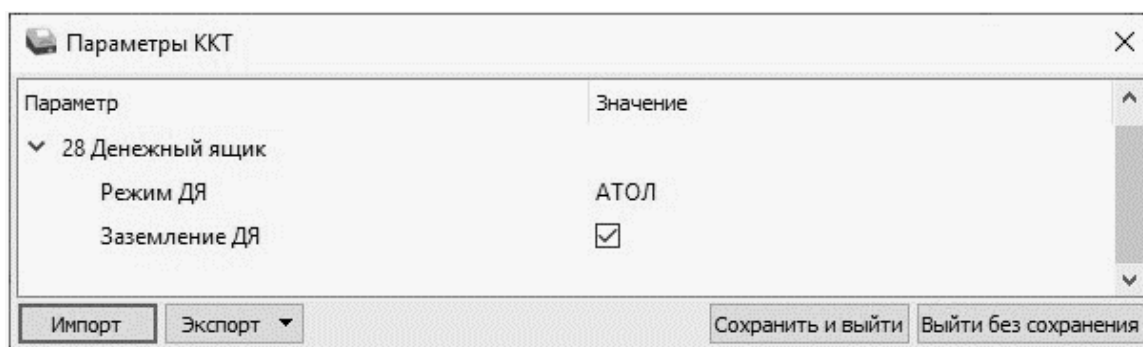 Параметры ККТ
Параметр Значение
28 Денежный ящик
Режим ДЯ АТОЛ
Заземление ДЯ
Импорт Экспорт Сохранить и выйти Выйти без сохранения